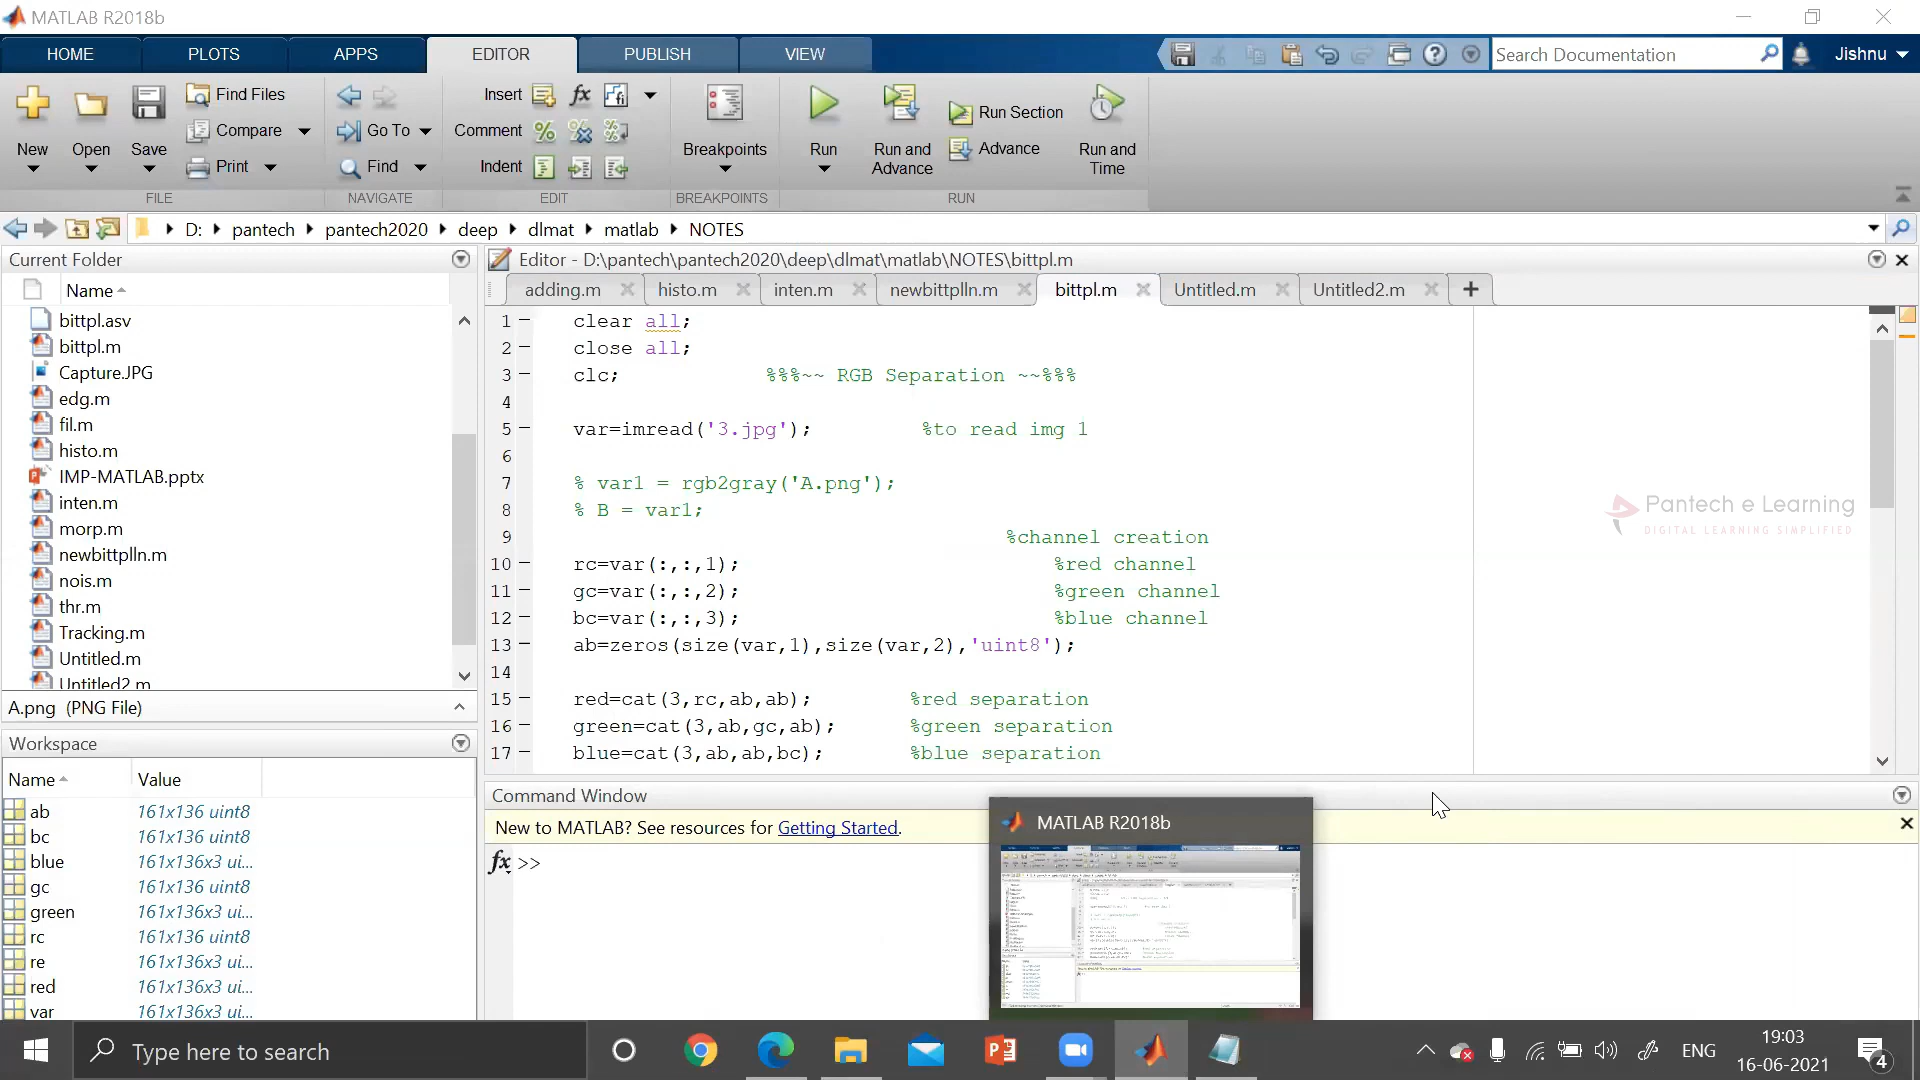 MATLAB R2018b
HOME PLOTS APPS EDITOR PUBLISH VIEW
Search Documentation
Jishnu
New
Open
Save
Find Files
Compare
Print
FILE
Go To
Find
NAVIGATE
Insert fx
Comment
Indent
EDIT
Breakpoints
BREAKPOINTS
Run
Run and Advance
Run Section
Advance
Run and Time
RUN
D: pantech pantech2020 deep dlmat matlab NOTES
Current Folder
Name
bittpl.asv
bittpl.m
Capture.JPG
edg.m
fil.m
histo.m
IMP-MATLAB.pptx
inten.m
morp.m
newbittplln.m
nois.m
thr.m
Tracking.m
Untitled.m
Untitled2.m
A.png (PNG File)
Workspace
Name Value
ab 161x136 uint8
bc 161x136 uint8
blue 161x136x3 ui...
gc 161x136 uint8
green 161x136x3 ui...
rc 161x136 uint8
re 161x136x3 ui...
red 161x136x3 ui...
var 161x136x3 ui...
Editor - D:\pantech\pantech2020\deep\dlmat\matlab\NOTES\bittpl.m
adding.m histo.m inten.m newbittplln.m bittpl.m Untitled.m Untitled2.m
1 clear all;
2 close all;
3 clc; %%%~~ RGB Separation ~~%%%
4
5 var=imread('3.jpg'); %to read img 1
6
7 % var1 = rgb2gray('A.png');
8 % B = var1;
9 %channel creation
10 rc=var(:,:,1); %red channel
11 gc=var(:,:,2); %green channel
12 bc=var(:,:,3); %blue channel
13 ab=zeros(size(var,1),size(var,2),'uint8');
14
15 red=cat(3,rc,ab,ab); %red separation
16 green=cat(3,ab,gc,ab); %green separation
17 blue=cat(3,ab,ab,bc); %blue separation
Pantech e Learning
DIGITAL LEARNING SIMPLIFIED
Command Window
New to MATLAB? See resources for Getting Started.
fx >>
MATLAB R2018b
Type here to search
ENG
19:03
16-06-2021
4